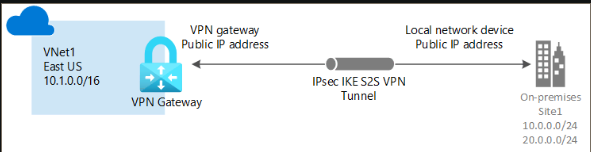 VNet1
East US
10.1.0.0/16
VPN gateway
Public IP address
VPN Gateway
IPsec IKE S2S VPN
Tunnel
Local network device
Public IP address
On-premises
Site1
10.0.0.0/24
20.0.0.0/24